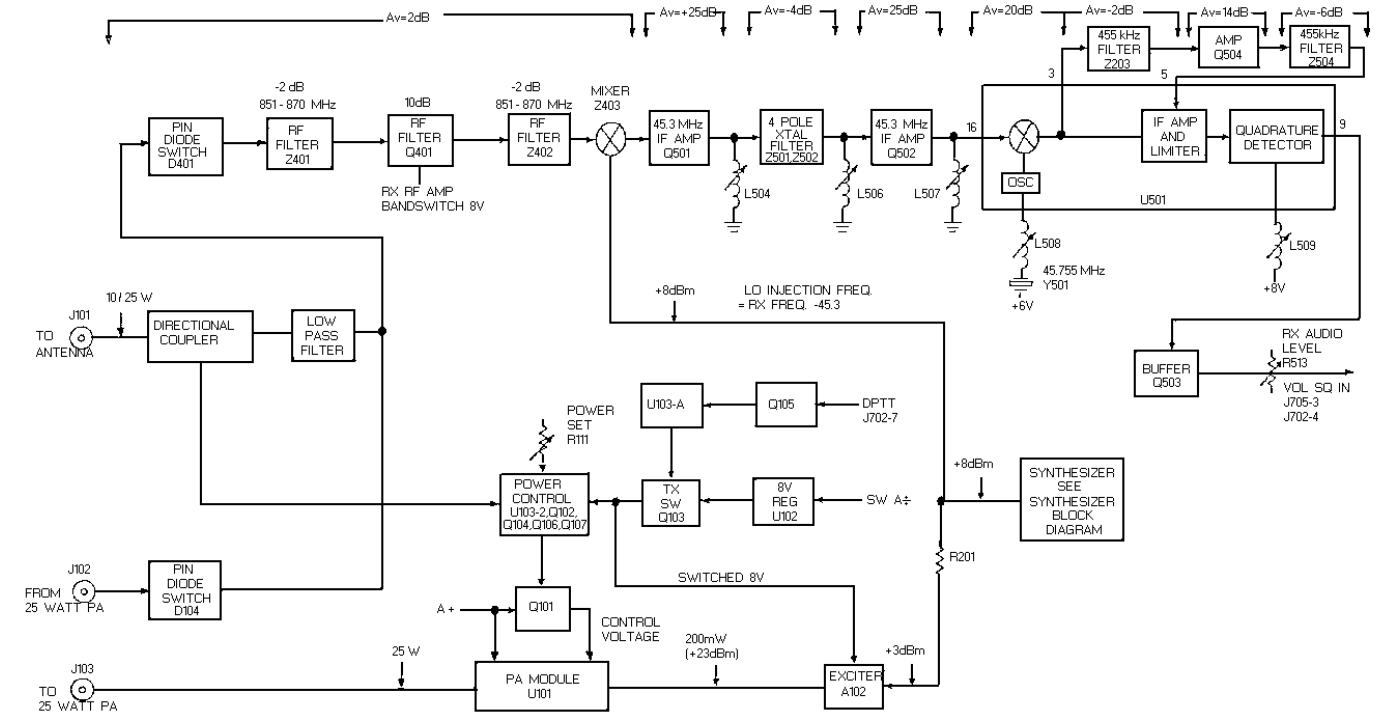 Av=2dB
Av=+25dB
Av=-4dB
Av=25dB
Av=20dB
Av=-2dB
Av=14dB
Av=-6dB
455 kHz
FILTER
Z203
AMP
Q504
455kHz
FILTER
Z504
3
5
-2 dB
851-870 MHz
10dB
-2 dB
851-870 MHz
MIXER
Z403
PIN
DIODE
SWITCH
D401
RF
FILTER
Z401
RF
FILTER
Q401
RF
FILTER
Z402
45.3 MHz
IF AMP
Q501
4 POLE
XTAL
FILTER
Z501,Z502
45.3 MHz
IF AMP
Q502
16
IF AMP
AND
LIMITER
QUADRATURE
DETECTOR
9
RX RF AMP
BANDSWITCH 8V
L504
L506
L507
OSC
U501
L508
45.755 MHz
Y501
+6V
L509
+8V
+8dBm
LO INJECTION FREQ.
= RX FREQ. -45.3
10/25 W
J101
TO
ANTENNA
DIRECTIONAL
COUPLER
LOW
PASS
FILTER
RX AUDIO
LEVEL
R513
BUFFER
Q503
VOL SQ IN
J705-3
J702-4
POWER
SET
R111
U103-A
Q105
DPTT
J702-7
POWER
CONTROL
U103-2,Q102,
Q104,Q106,Q107
TX
SW
Q103
8V
REG
U102
SW A÷
+8dBm
SYNTHESIZER
SEE
SYNTHESIZER
BLOCK
DIAGRAM
R201
J102
FROM
25 WATT PA
PIN
DIODE
SWITCH
D104
SWITCHED 8V
A +
Q101
CONTROL
VOLTAGE
25 W
200mW
(+23dBm)
+3dBm
J103
TO
25 WATT PA
PA MODULE
U101
EXCITER
A102